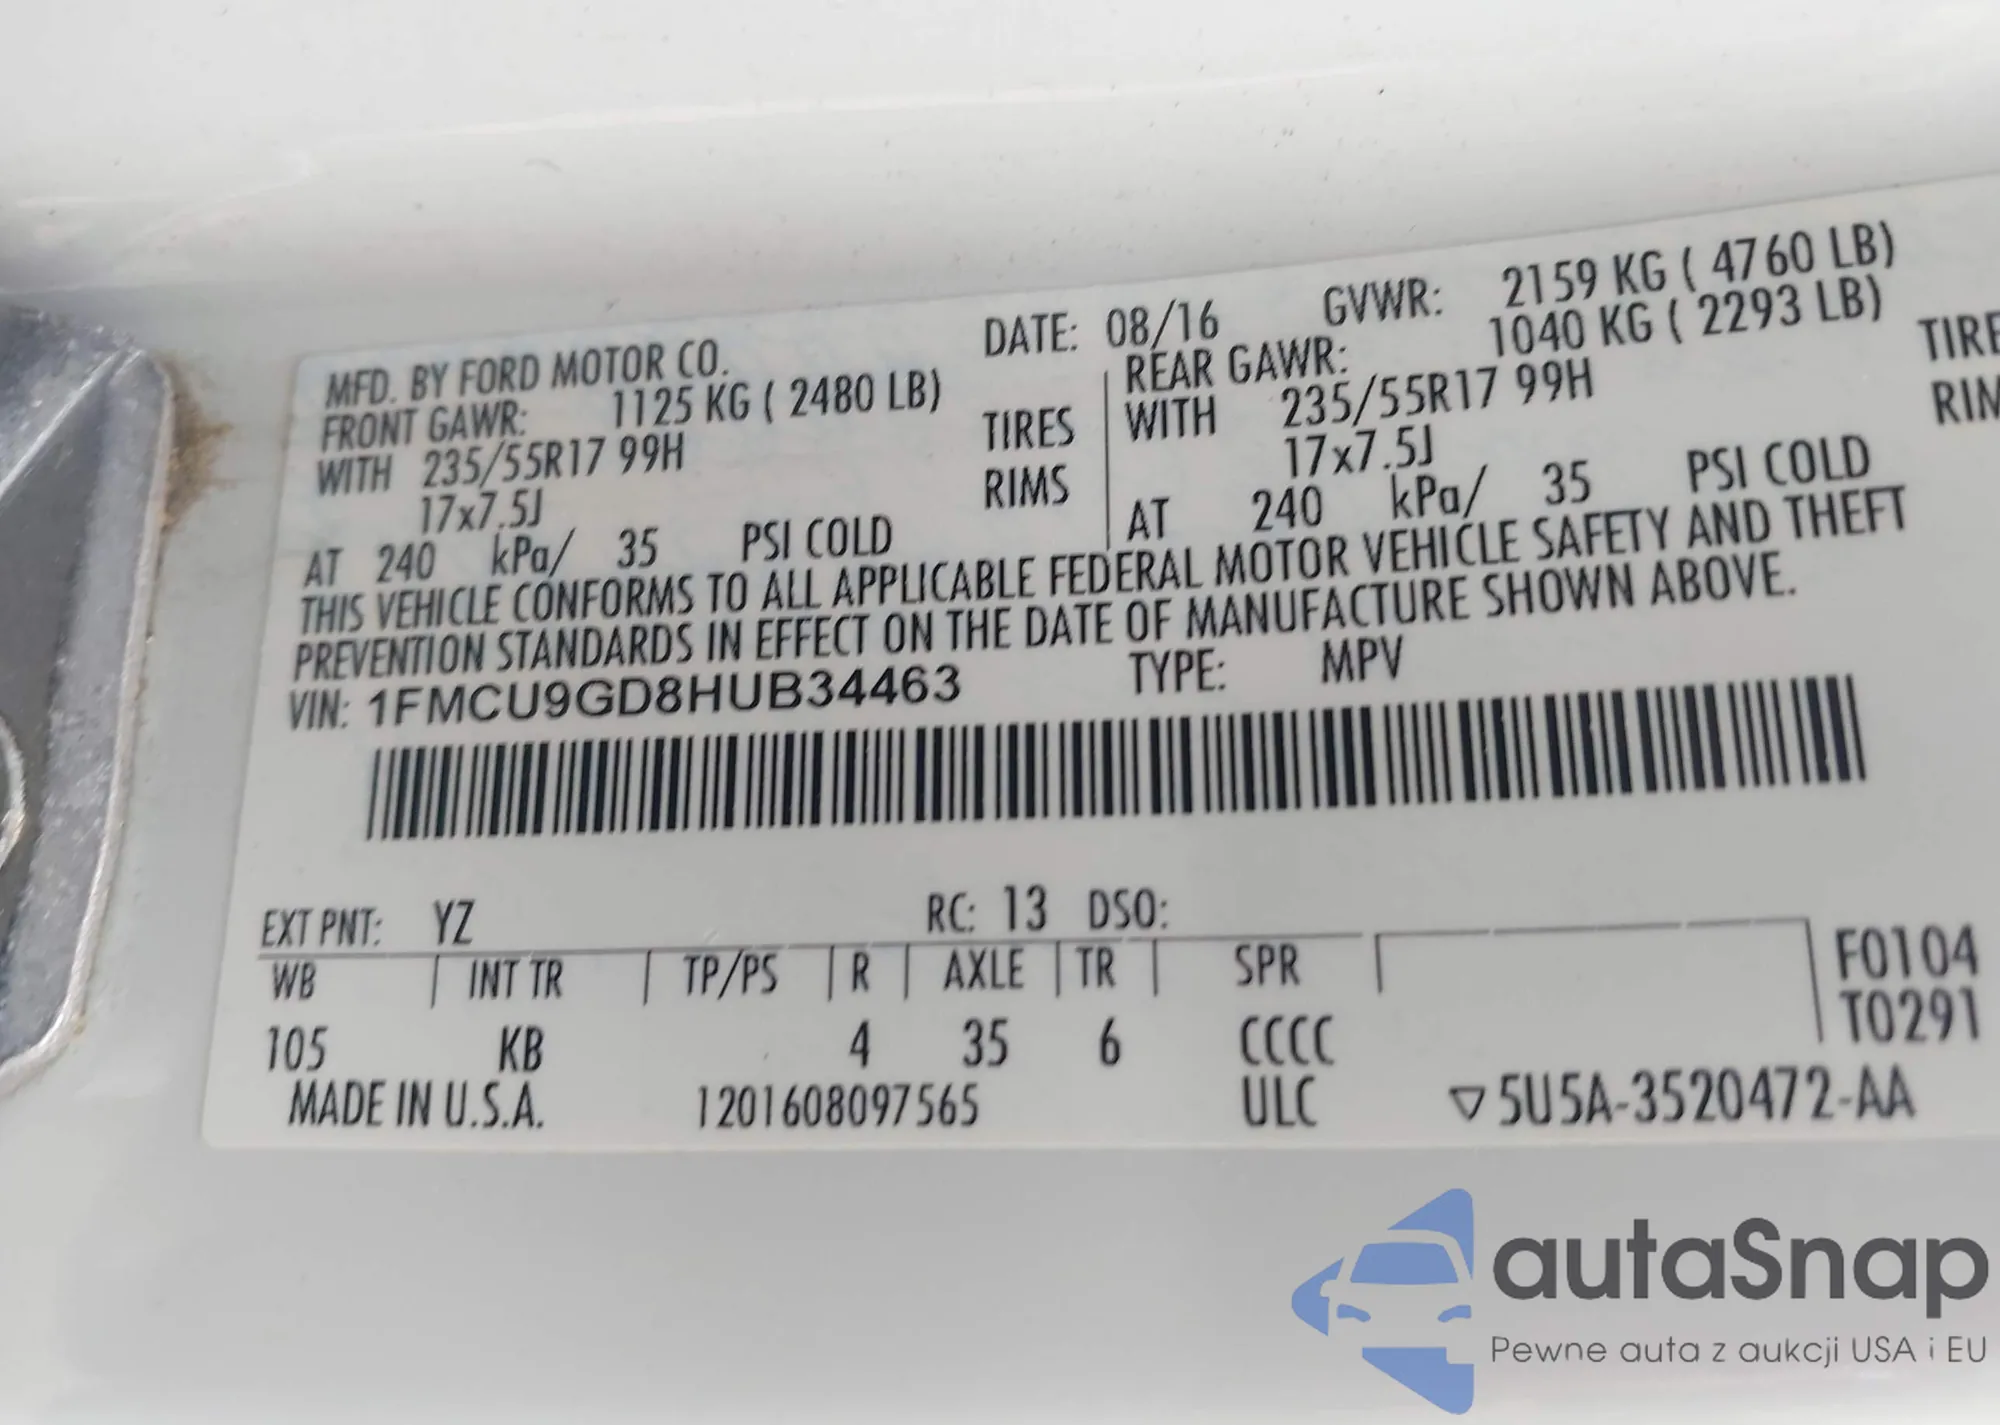 MFD. BY FORD MOTOR CO. DATE: 08/16 GVWR: 2159 KG ( 4760 LB)
FRONT GAWR: 1125 KG ( 2480 LB) REAR GAWR: 1040 KG ( 2293 LB)
WITH 235/55R17 99H TIRES WITH 235/55R17 99H TIRE
17x7.5J RIMS 17x7.5J RIM
AT 240 kPa/ 35 PSI COLD AT 240 kPa/ 35 PSI COLD
THIS VEHICLE CONFORMS TO ALL APPLICABLE FEDERAL MOTOR VEHICLE SAFETY AND THEFT
PREVENTION STANDARDS IN EFFECT ON THE DATE OF MANUFACTURE SHOWN ABOVE.
VIN: 1FMCU9GD8HUB34463 TYPE: MPV
EXT PNT: YZ RC: 13 DSO:
WB INT TR TP/PS R AXLE TR SPR F0104
T0291
105 KB 4 35 6 CCCC
MADE IN U.S.A. 1201608097565 ULC ▽5U5A-3520472-AA
autaSnap
Pewne auta z aukcji USA i EU